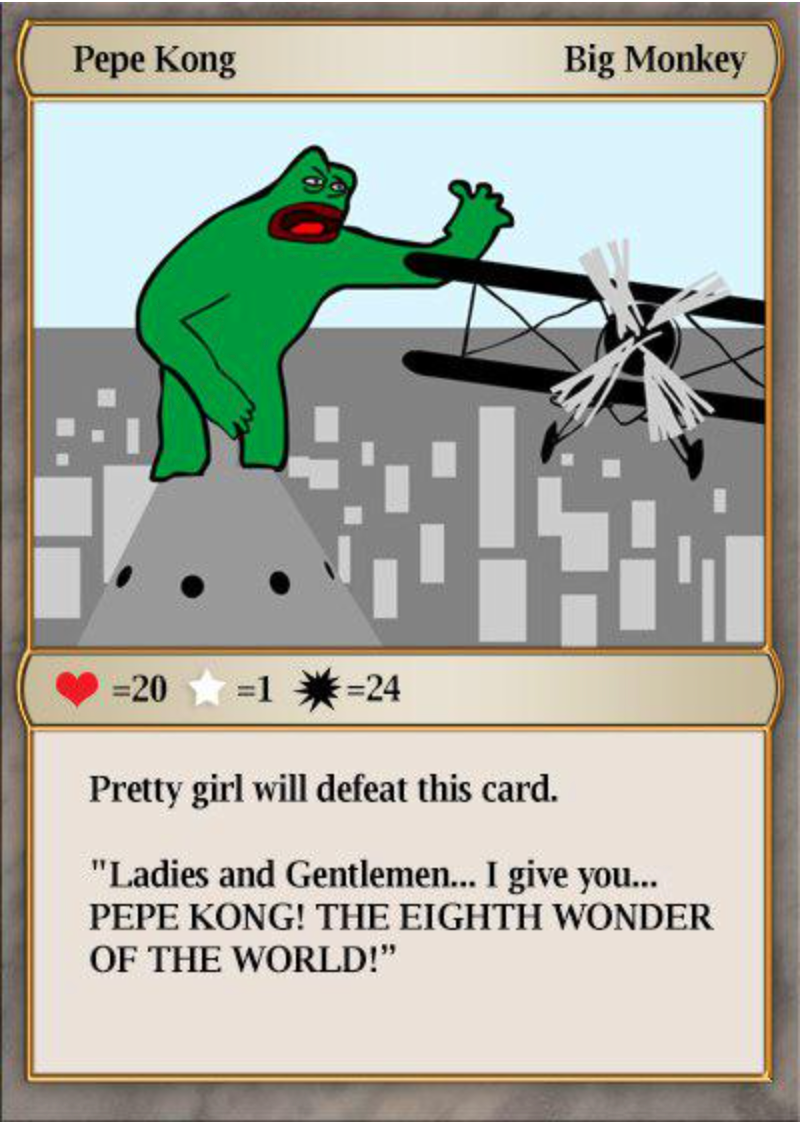 Pepe Kong Big Monkey
=20 =1 =24
Pretty girl will defeat this card.
"Ladies and Gentlemen... I give you...
PEPE KONG! THE EIGHTH WONDER
OF THE WORLD!”